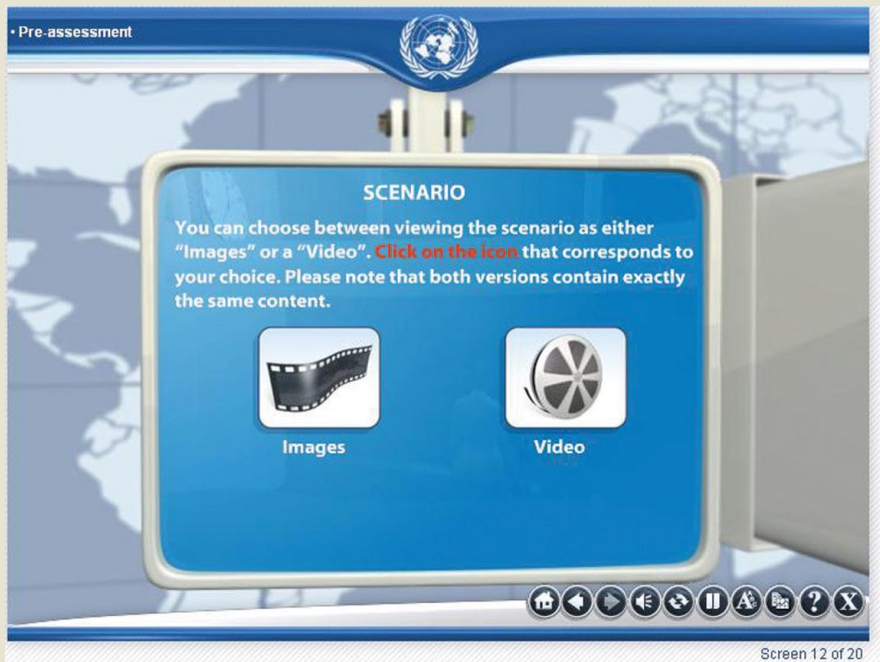 • Pre-assessment
SCENARIO
You can choose between viewing the scenario as either
“Images” or a “Video”. Click on the icon that corresponds to
your choice. Please note that both versions contain exactly
the same content.
Images
Video
A
?
X
Screen 12 of 20